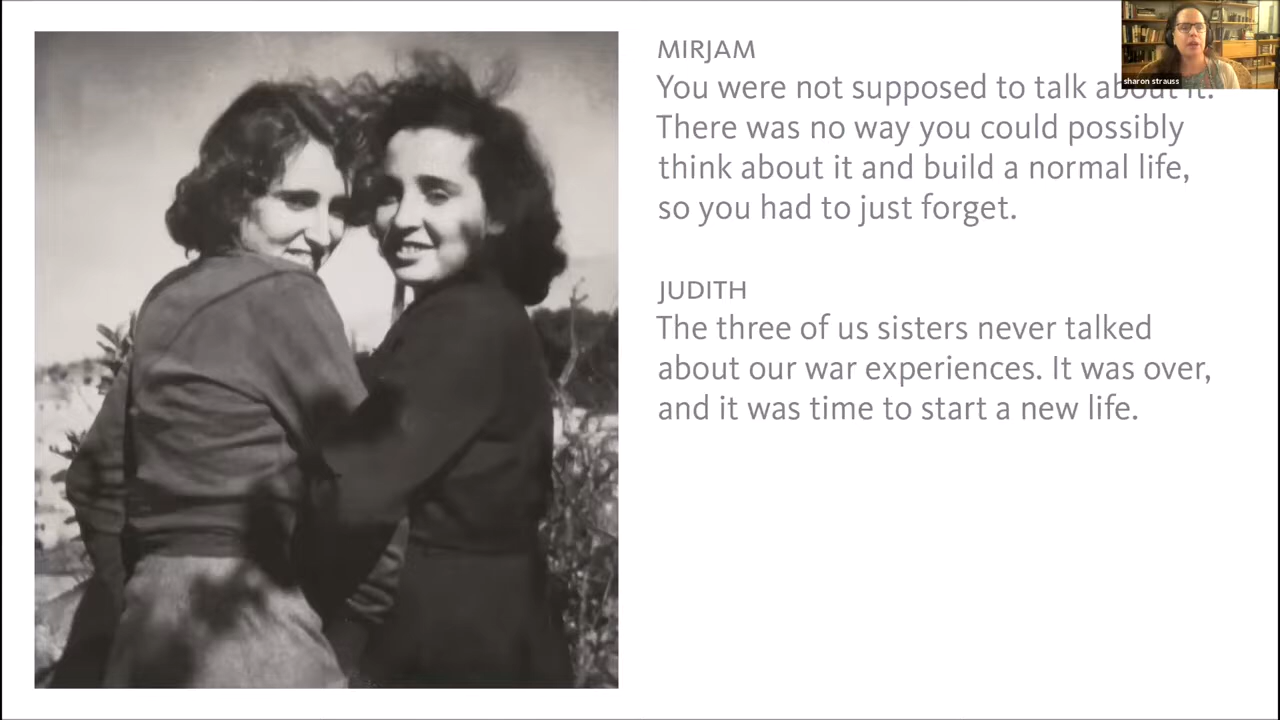 MIRJAM
You were not supposed to talk about it.
There was no way you could possibly
think about it and build a normal life,
so you had to just forget.
JUDITH
The three of us sisters never talked
about our war experiences. It was over,
and it was time to start a new life.
sharon strauss